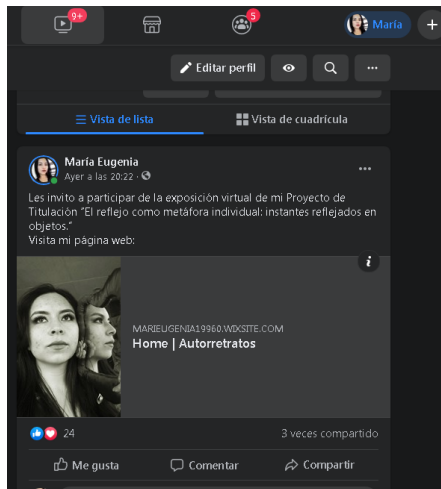 9+
5
María
+
Editar perfil
Vista de lista
Vista de cuadrícula
María Eugenia
Ayer a las 20:22 ·
Les invito a participar de la exposición virtual de mi Proyecto de
Titulación "El reflejo como metáfora individual: instantes reflejados en
objetos."
Visita mi página web:
i
MARIEUGENIA19960.WIXSITE.COM
Home | Autorretratos
24
3 veces compartido
Me gusta
Comentar
Compartir